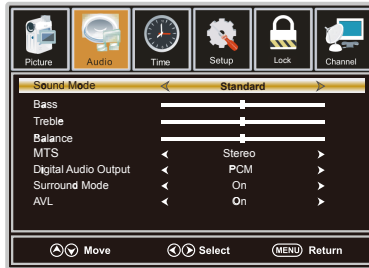 Picture Audio Time Setup Lock Channel
Sound Mode Standard
Bass
Treble
Balance
MTS Stereo
Digital Audio Output PCM
Surround Mode On
AVL On
Move Select MENU Return